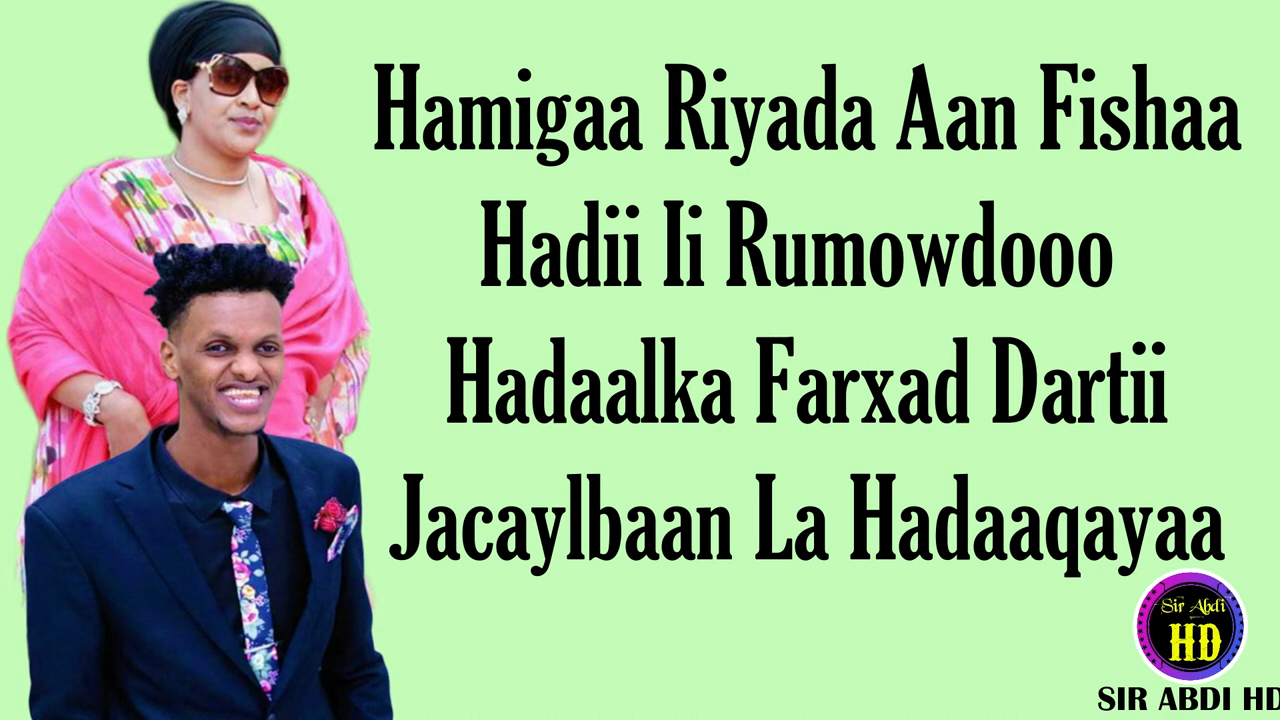 Hamigaa Riyada Aan Fishaa
Hadii Ii Rumowdooo
Hadaalka Farxad Dartii
Jacaylbaan La Hadaaqayaa
Sir Abdi
HD
SIR ABDI HD